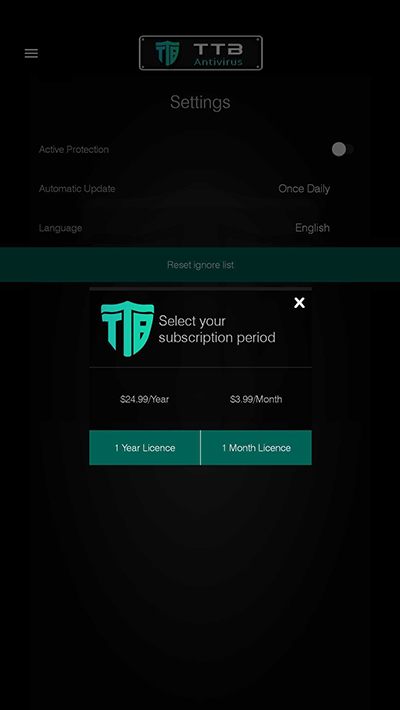 TTB
Antivirus
Settings
Active Protection
Automatic Update Once Daily
Language English
Reset ignore list
TTB
Select your
subscription period
$24.99/Year $3.99/Month
1 Year Licence 1 Month Licence